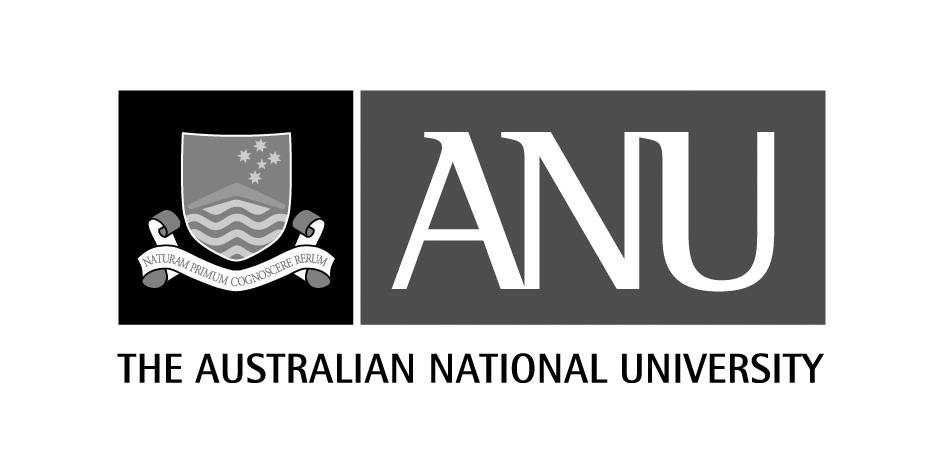 NATURAM PRIMUM COGNOSCERE RERUM
ANU
THE AUSTRALIAN NATIONAL UNIVERSITY